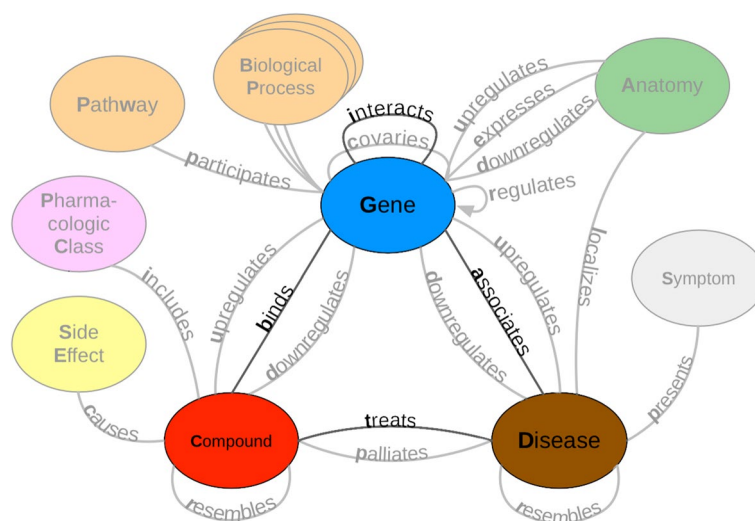 Biological
Process
Pathway
interacts
covaries
upregulates
expresses
downregulates
Anatomy
participates
regulates
Pharma-
cologic
Class
Gene
localizes
Symptom
includes
upregulates
binds
downregulates
downregulates
associates
upregulates
Side
Effect
presents
causes
Compound
treats
palliates
Disease
resembles
resembles